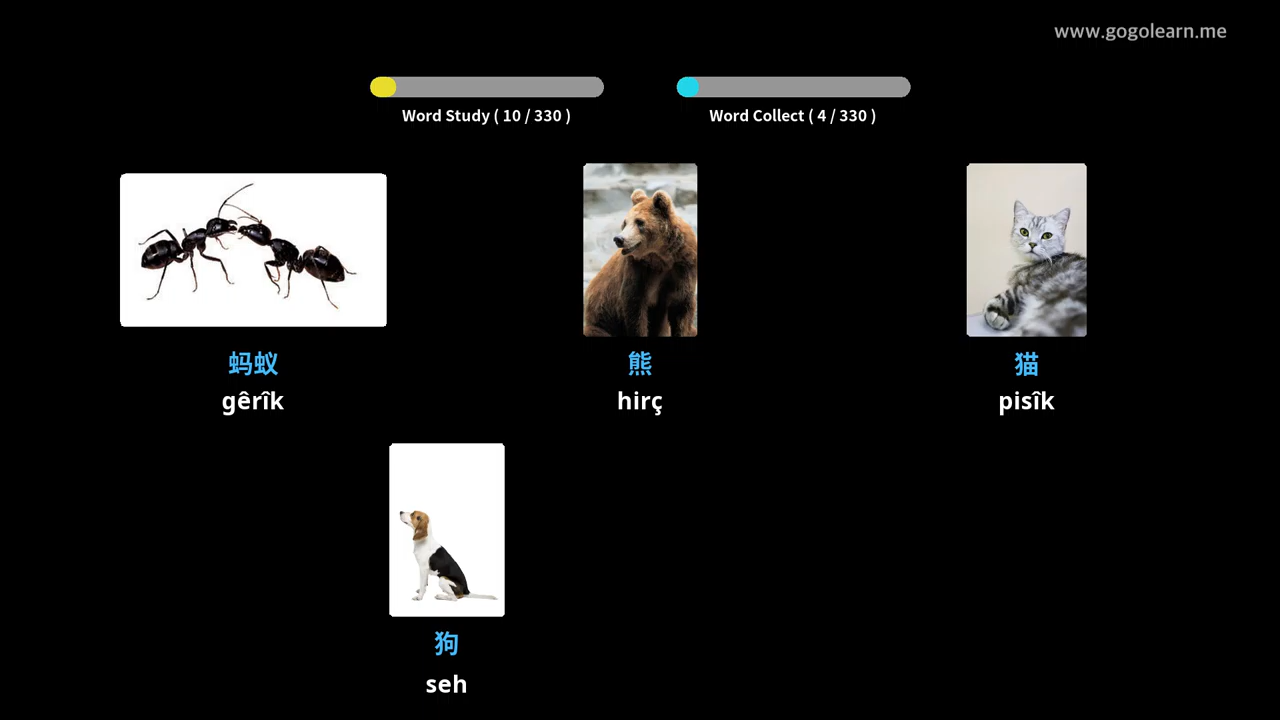 www.gogolearn.me
Word Study ( 10 / 330 )
Word Collect ( 4 / 330 )
蚂蚁
gêrîk
熊
hirç
猫
pisîk
狗
seh